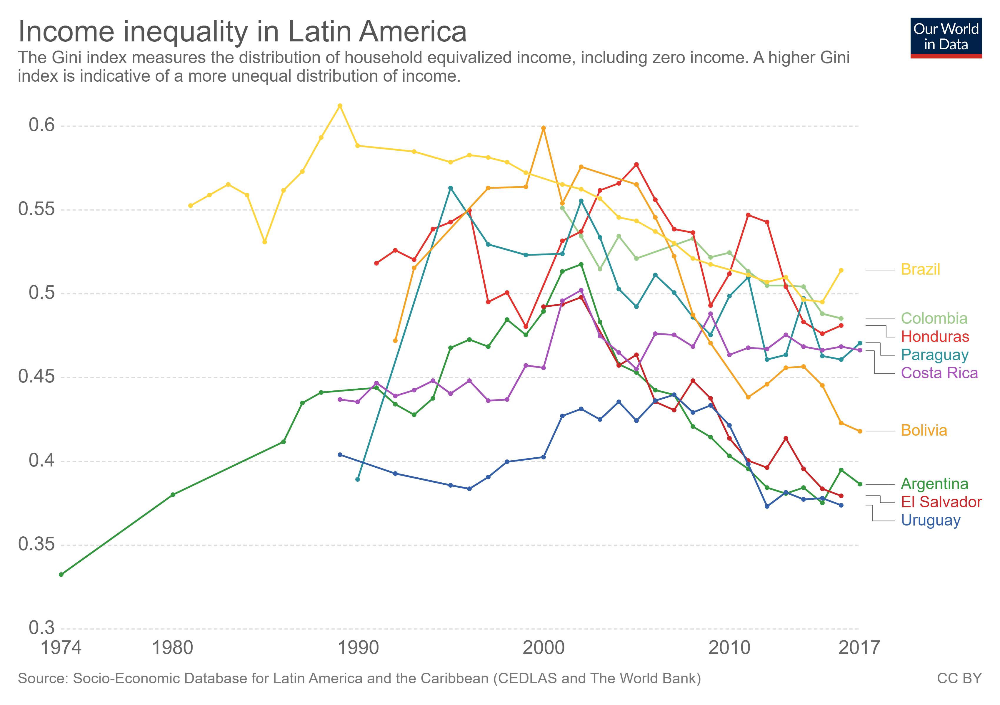 Income inequality in Latin America
The Gini index measures the distribution of household equivalized income, including zero income. A higher Gini
index is indicative of a more unequal distribution of income.
Our World
in Data
0.6
0.55
0.5
0.45
0.4
0.35
0.3
Brazil
Colombia
Honduras
Paraguay
Costa Rica
Bolivia
Argentina
El Salvador
Uruguay
1974 1980 1990 2000 2010 2017
Source: Socio-Economic Database for Latin America and the Caribbean (CEDLAS and The World Bank)
CC BY